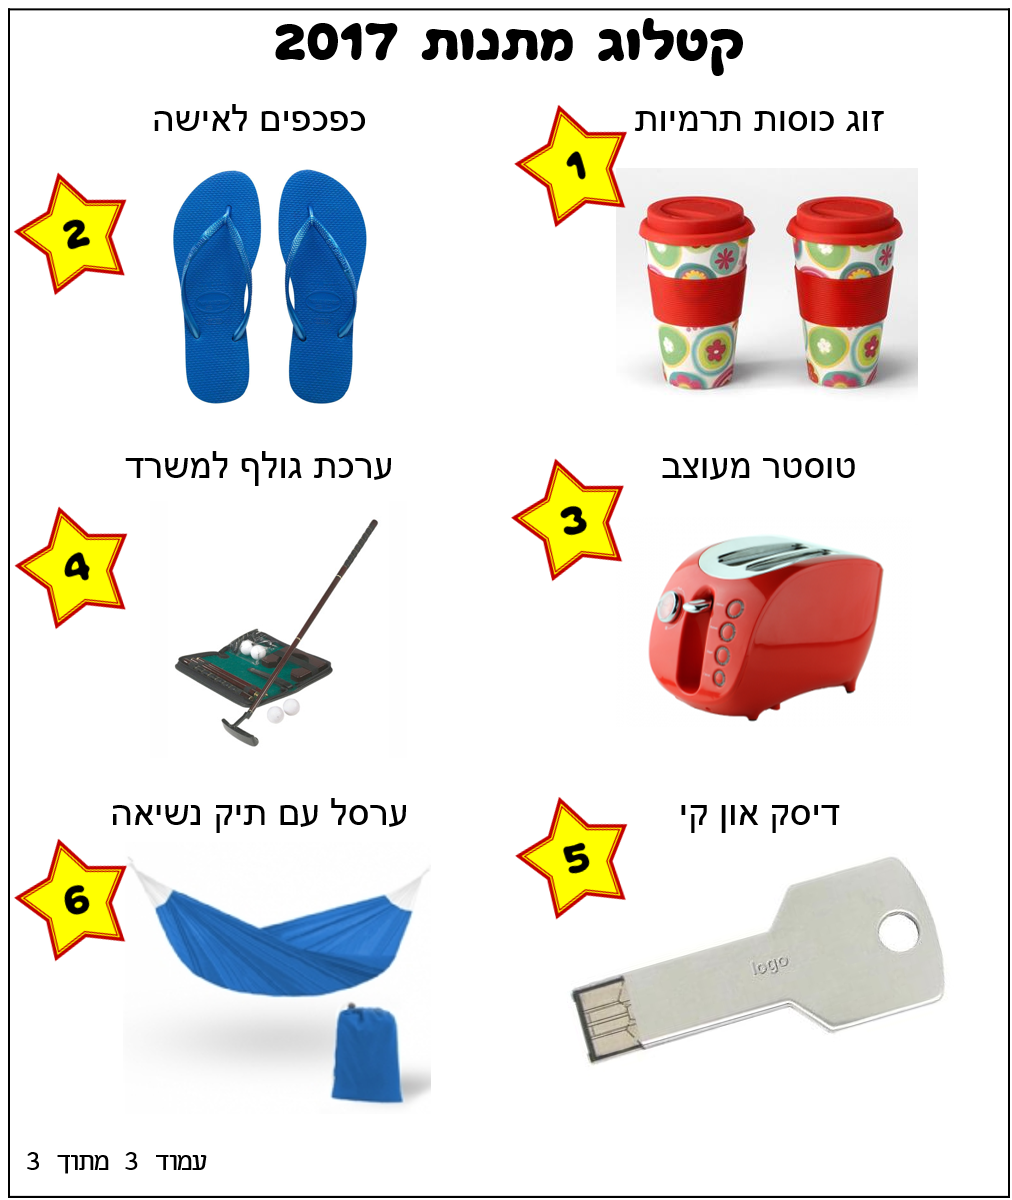 קטלוג מתנות 2017
זוג כוסות תרמיות
1
כפכפים לאישה
2
טוסטר מעוצב
3
ערכת גולף למשרד
4
דיסק און קי
5
logo
ערסל עם תיק נשיאה
6
עמוד 3 מתוך 3